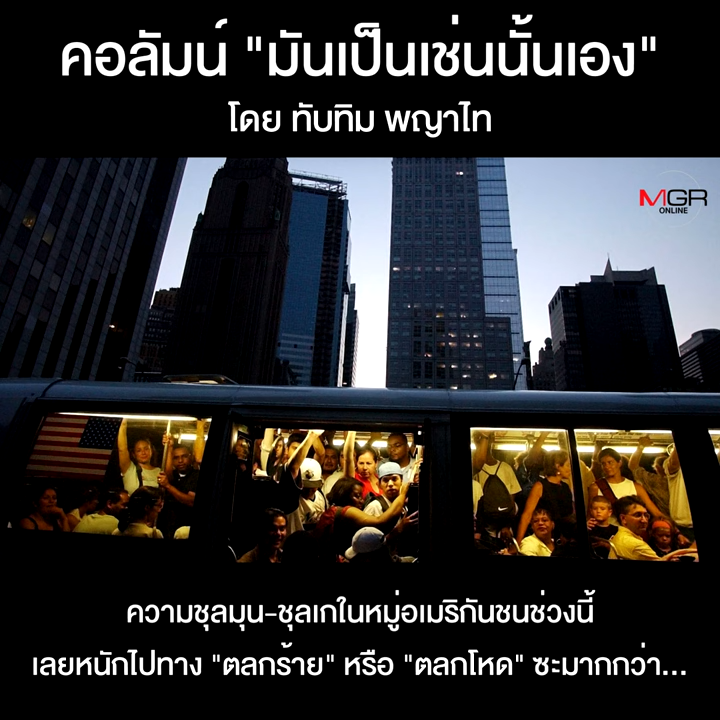 คอลัมน์ "มันเป็นเช่นนั้นเอง"
โดย ทับทิม พญาไท
MGR
ONLINE
ความชุลมุน-ชุลเกในหมู่อเมริกันชนช่วงนี้
เลยหนักไปทาง "ตลกร้าย" หรือ "ตลกโหด" ซะมากกว่า...